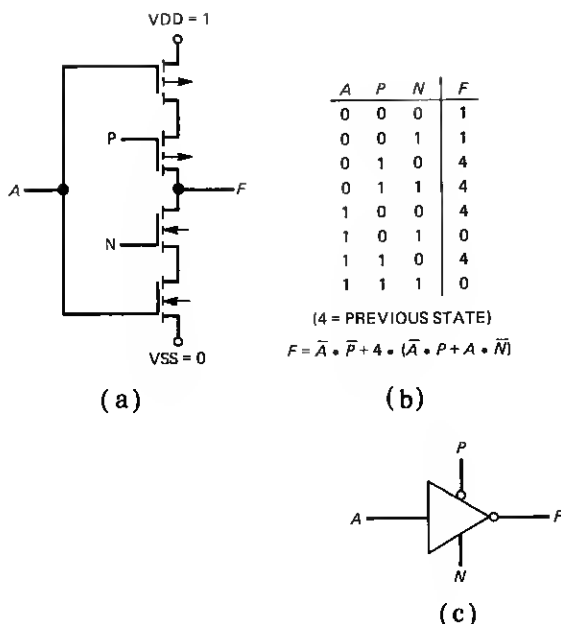 VDD = 1
P
A
F
N
VSS = 0
(a)
A P N F
0 0 0 1
0 0 1 1
0 1 0 4
0 1 1 4
1 0 0 4
1 0 1 0
1 1 0 4
1 1 1 0
(4 = PREVIOUS STATE)
F = A̅ • P̅ + 4 • (A̅ • P + A • N̅)
(b)
P
A
F
N
(c)